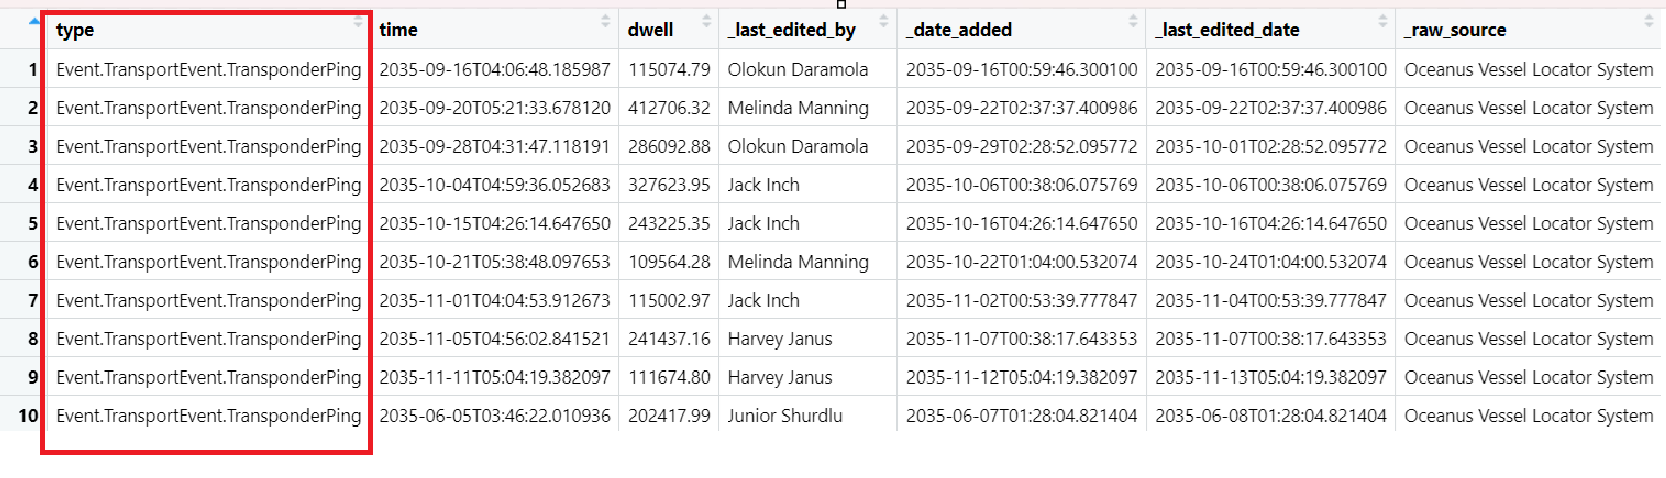 type time dwell _last_edited_by _date_added _last_edited_date _raw_source
1 Event.TransportEvent.TransponderPing 2035-09-16T04:06:48.185987 115074.79 Olokun Daramola 2035-09-16T00:59:46.300100 2035-09-16T00:59:46.300100 Oceanus Vessel Locator System
2 Event.TransportEvent.TransponderPing 2035-09-20T05:21:33.678120 412706.32 Melinda Manning 2035-09-22T02:37:37.400986 2035-09-22T02:37:37.400986 Oceanus Vessel Locator System
3 Event.TransportEvent.TransponderPing 2035-09-28T04:31:47.118191 286092.88 Olokun Daramola 2035-09-29T02:28:52.095772 2035-10-01T02:28:52.095772 Oceanus Vessel Locator System
4 Event.TransportEvent.TransponderPing 2035-10-04T04:59:36.052683 327623.95 Jack Inch 2035-10-06T00:38:06.075769 2035-10-06T00:38:06.075769 Oceanus Vessel Locator System
5 Event.TransportEvent.TransponderPing 2035-10-15T04:26:14.647650 243225.35 Jack Inch 2035-10-16T04:26:14.647650 2035-10-16T04:26:14.647650 Oceanus Vessel Locator System
6 Event.TransportEvent.TransponderPing 2035-10-21T05:38:48.097653 109564.28 Melinda Manning 2035-10-22T01:04:00.532074 2035-10-24T01:04:00.532074 Oceanus Vessel Locator System
7 Event.TransportEvent.TransponderPing 2035-11-01T04:04:53.912673 115002.97 Jack Inch 2035-11-02T00:53:39.777847 2035-11-04T00:53:39.777847 Oceanus Vessel Locator System
8 Event.TransportEvent.TransponderPing 2035-11-05T04:56:02.841521 241437.16 Harvey Janus 2035-11-07T00:38:17.643353 2035-11-07T00:38:17.643353 Oceanus Vessel Locator System
9 Event.TransportEvent.TransponderPing 2035-11-11T05:04:19.382097 111674.80 Harvey Janus 2035-11-12T05:04:19.382097 2035-11-13T05:04:19.382097 Oceanus Vessel Locator System
10 Event.TransportEvent.TransponderPing 2035-06-05T03:46:22.010936 202417.99 Junior Shurdlu 2035-06-07T01:28:04.821404 2035-06-08T01:28:04.821404 Oceanus Vessel Locator System